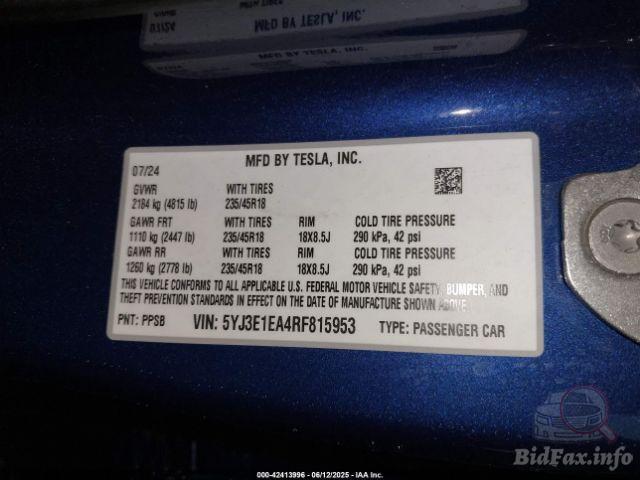 MFD BY TESLA, INC.
07/24
GVWR WITH TIRES
2184 kg (4815 lb) 235/45R18
GAWR FRT WITH TIRES RIM COLD TIRE PRESSURE
1110 kg (2447 lb) 235/45R18 18X8.5J 290 kPa, 42 psi
GAWR RR WITH TIRES RIM COLD TIRE PRESSURE
1260 kg (2778 lb) 235/45R18 18X8.5J 290 kPa, 42 psi
THIS VEHICLE CONFORMS TO ALL APPLICABLE U.S. FEDERAL MOTOR VEHICLE SAFETY, BUMPER, AND
THEFT PREVENTION STANDARDS IN EFFECT ON THE DATE OF MANUFACTURE SHOWN ABOVE.
PNT: PPSB VIN: 5YJ3E1EA4RF815953 TYPE: PASSENGER CAR
BidFax.info
000-42413996 - 06/12/2025 - IAA Inc.